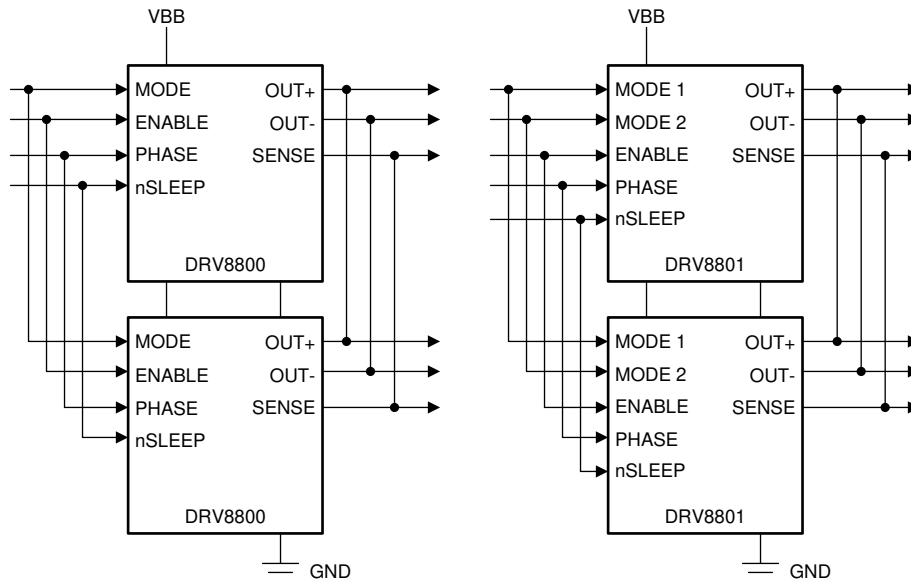 VBB
MODE
ENABLE
PHASE
nSLEEP
OUT+
OUT-
SENSE
DRV8800
MODE
ENABLE
PHASE
nSLEEP
OUT+
OUT-
SENSE
DRV8800
GND
VBB
MODE 1
MODE 2
ENABLE
PHASE
nSLEEP
OUT+
OUT-
SENSE
DRV8801
MODE 1
MODE 2
ENABLE
PHASE
nSLEEP
OUT+
OUT-
SENSE
DRV8801
GND